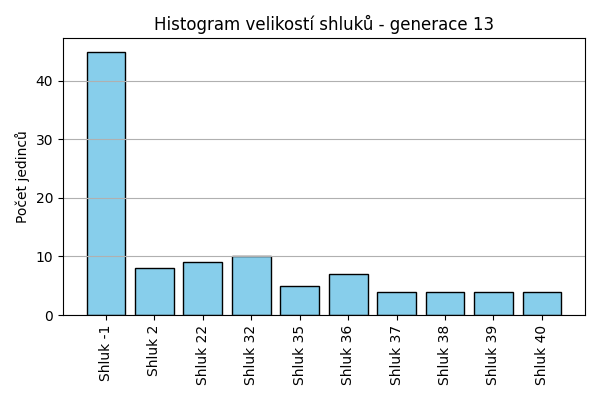 Histogram velikostí shluků - generace 13
Počet jedinců
40
30
20
10
0
Shluk -1
Shluk 2
Shluk 22
Shluk 32
Shluk 35
Shluk 36
Shluk 37
Shluk 38
Shluk 39
Shluk 40